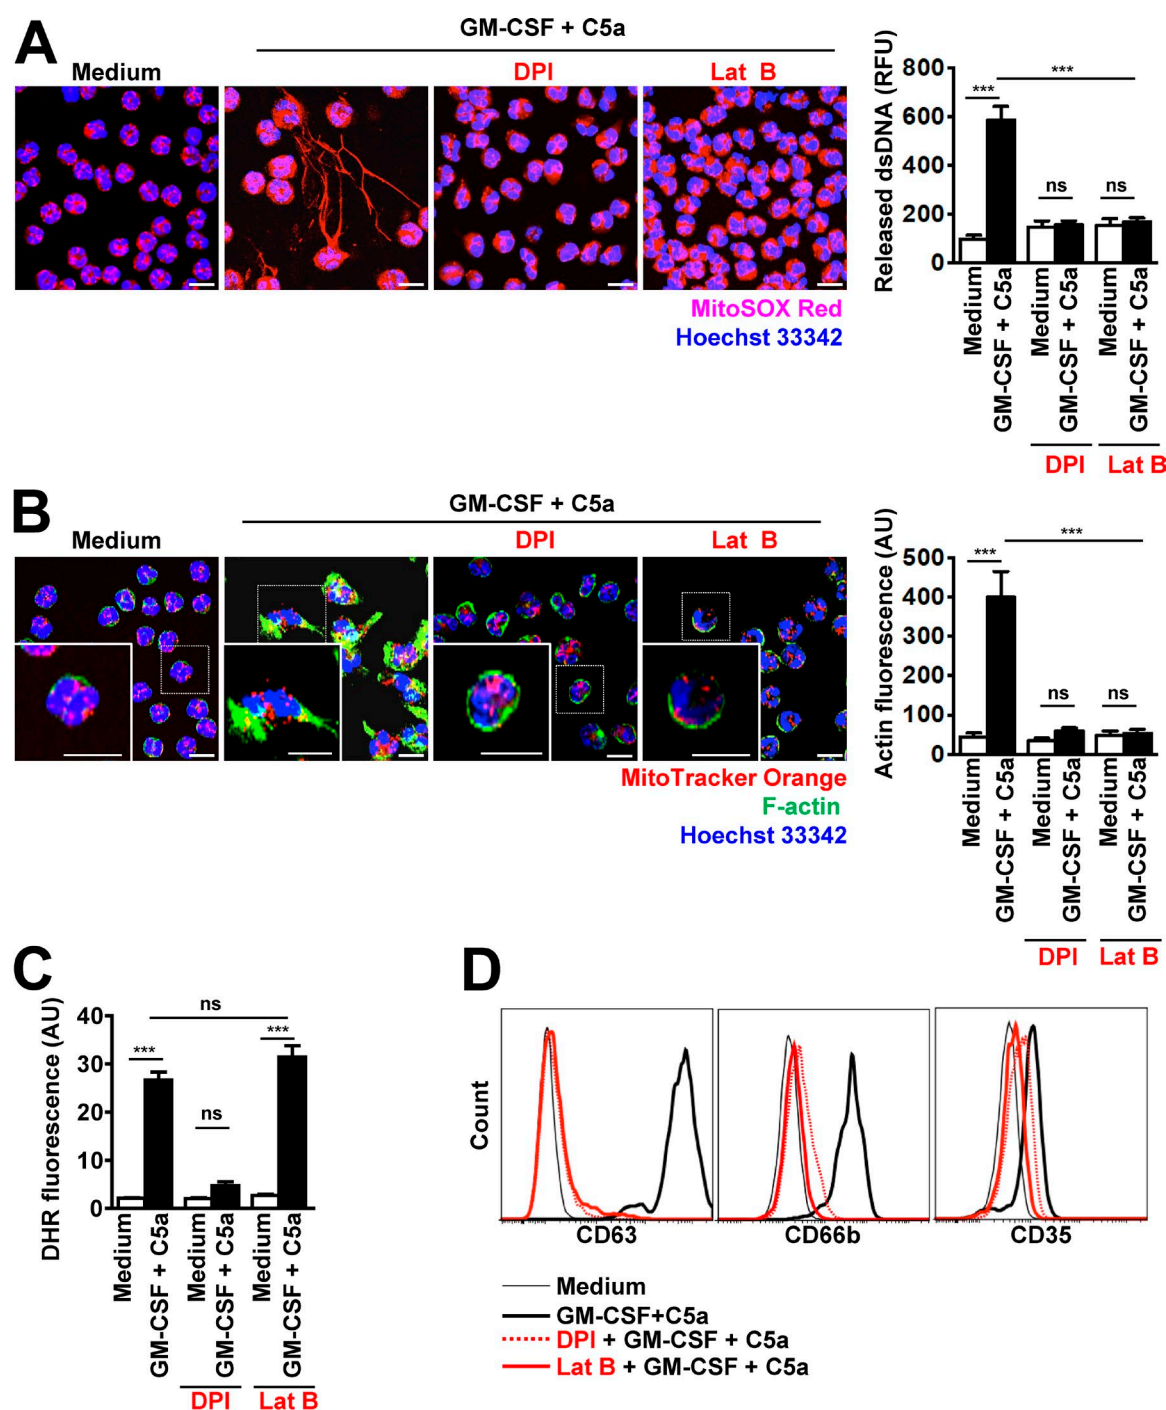 A
GM-CSF + C5a
Medium
DPI
Lat B
MitoSOX Red
Hoechst 33342
Released dsDNA (RFU)
800
600
400
200
0
***
***
ns
ns
Medium
GM-CSF + C5a
Medium
GM-CSF + C5a
Medium
GM-CSF + C5a
DPI
Lat B
B
GM-CSF + C5a
Medium
DPI
Lat B
MitoTracker Orange
F-actin
Hoechst 33342
Actin fluorescence (AU)
500
400
300
200
100
0
***
***
ns
ns
Medium
GM-CSF + C5a
Medium
GM-CSF + C5a
Medium
GM-CSF + C5a
DPI
Lat B
C
DHR fluorescence (AU)
40
30
20
10
0
ns
***
ns
***
Medium
GM-CSF + C5a
Medium
GM-CSF + C5a
Medium
GM-CSF + C5a
DPI
Lat B
D
Count
CD63
CD66b
CD35
Medium
GM-CSF+C5a
DPI + GM-CSF + C5a
Lat B + GM-CSF + C5a